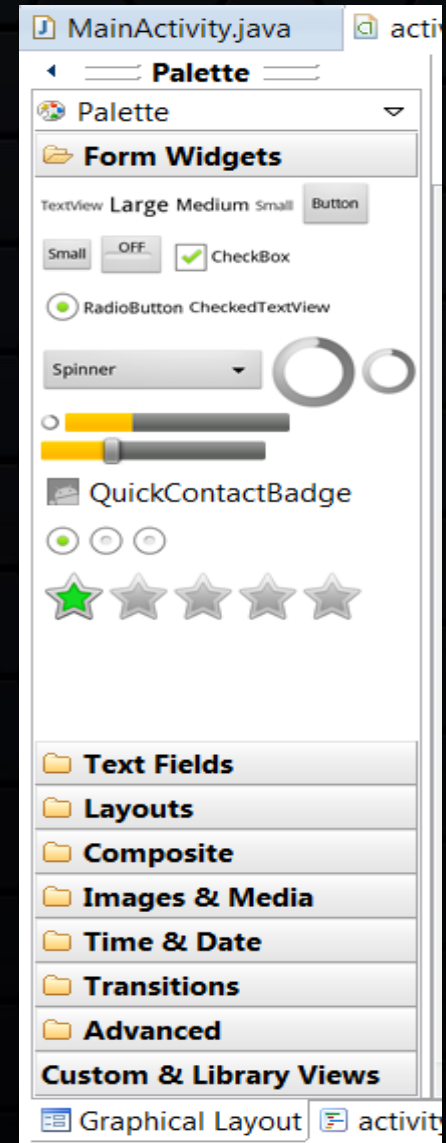 MainActivity.java acti
Palette
Palette
Form Widgets
TextView Large Medium Small Button
Small OFF CheckBox
RadioButton CheckedTextView
Spinner
QuickContactBadge
Text Fields
Layouts
Composite
Images & Media
Time & Date
Transitions
Advanced
Custom & Library Views
Graphical Layout activity